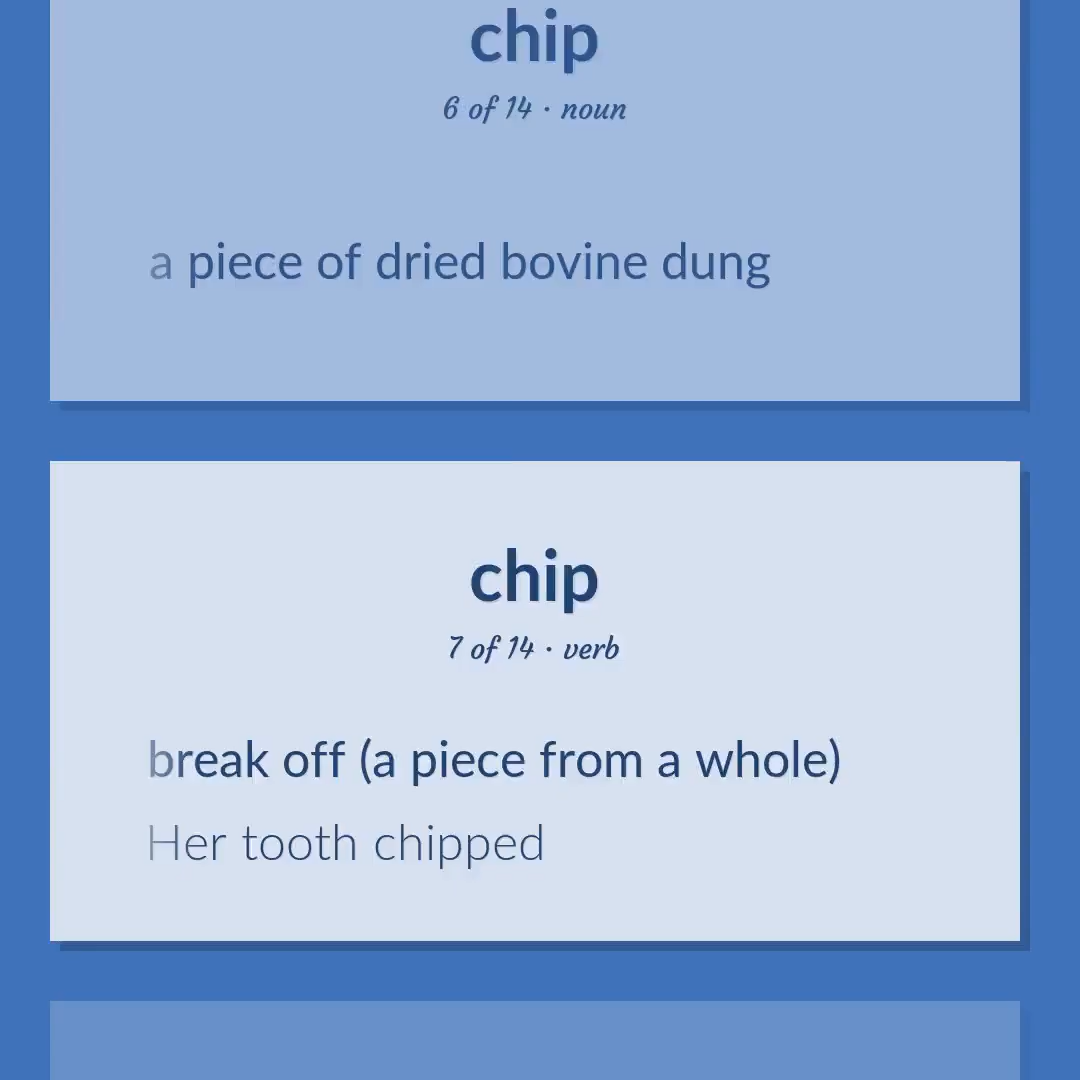 chip
6 of 14 · noun
a piece of dried bovine dung
chip
7 of 14 · verb
break off (a piece from a whole)
Her tooth chipped